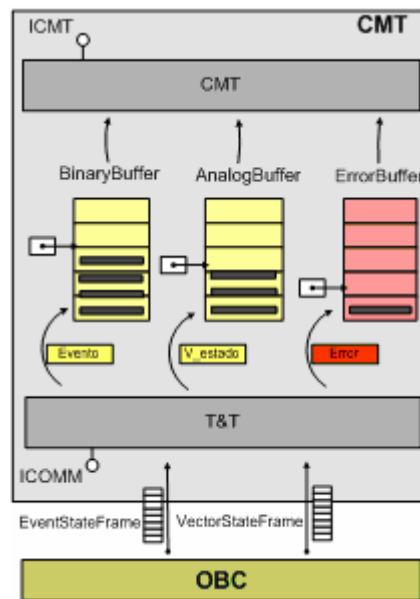 ICMT
CMT
CMT
BinaryBuffer
AnalogBuffer
ErrorBuffer
Evento
V_estado
Error
T&T
ICOMM
EventStateFrame
VectorStateFrame
OBC